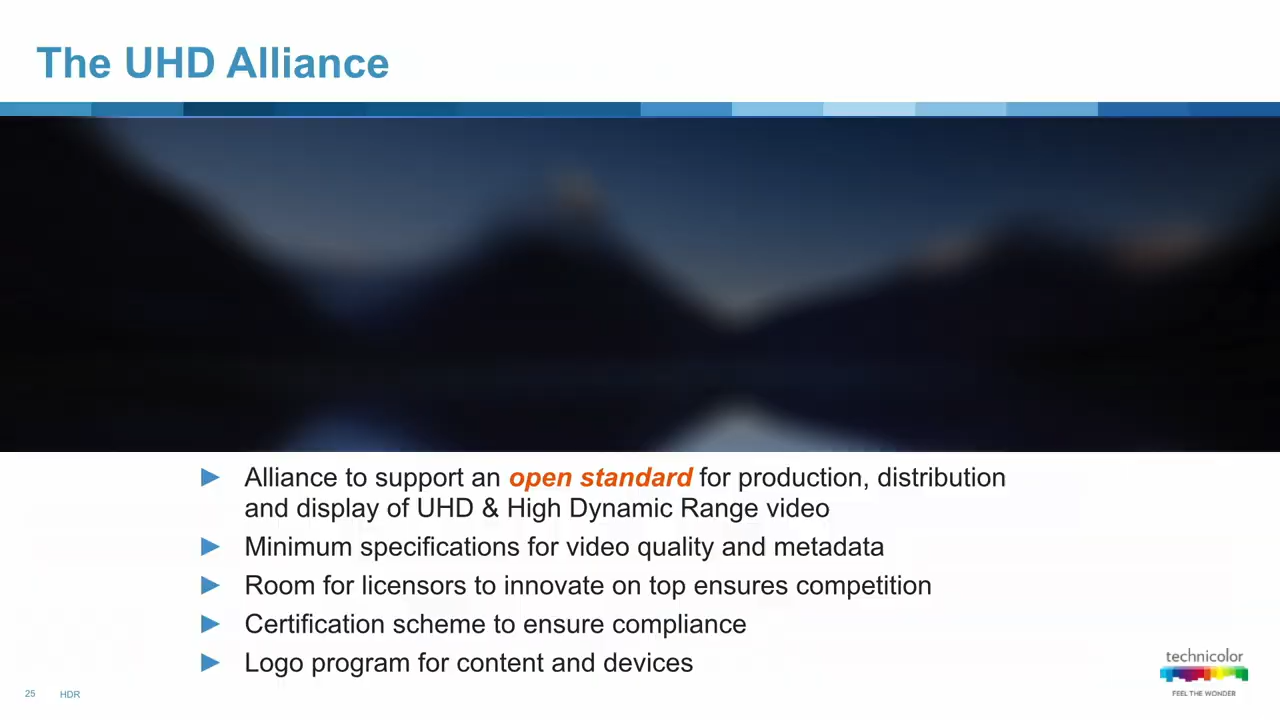 The UHD Alliance
► Alliance to support an open standard for production, distribution
and display of UHD & High Dynamic Range video
► Minimum specifications for video quality and metadata
► Room for licensors to innovate on top ensures competition
► Certification scheme to ensure compliance
► Logo program for content and devices
technicolor
FEEL THE WONDER
25 HDR